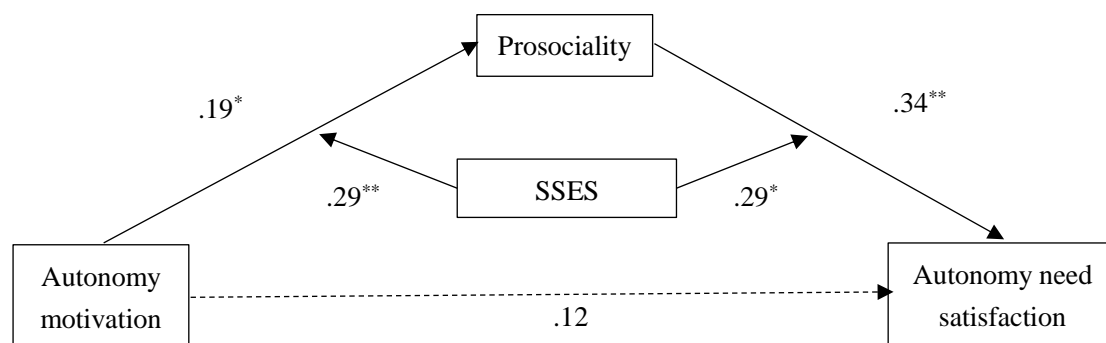 Prosociality
.19*
.34**
SSES
.29**
.29*
Autonomy
motivation
Autonomy need
satisfaction
.12